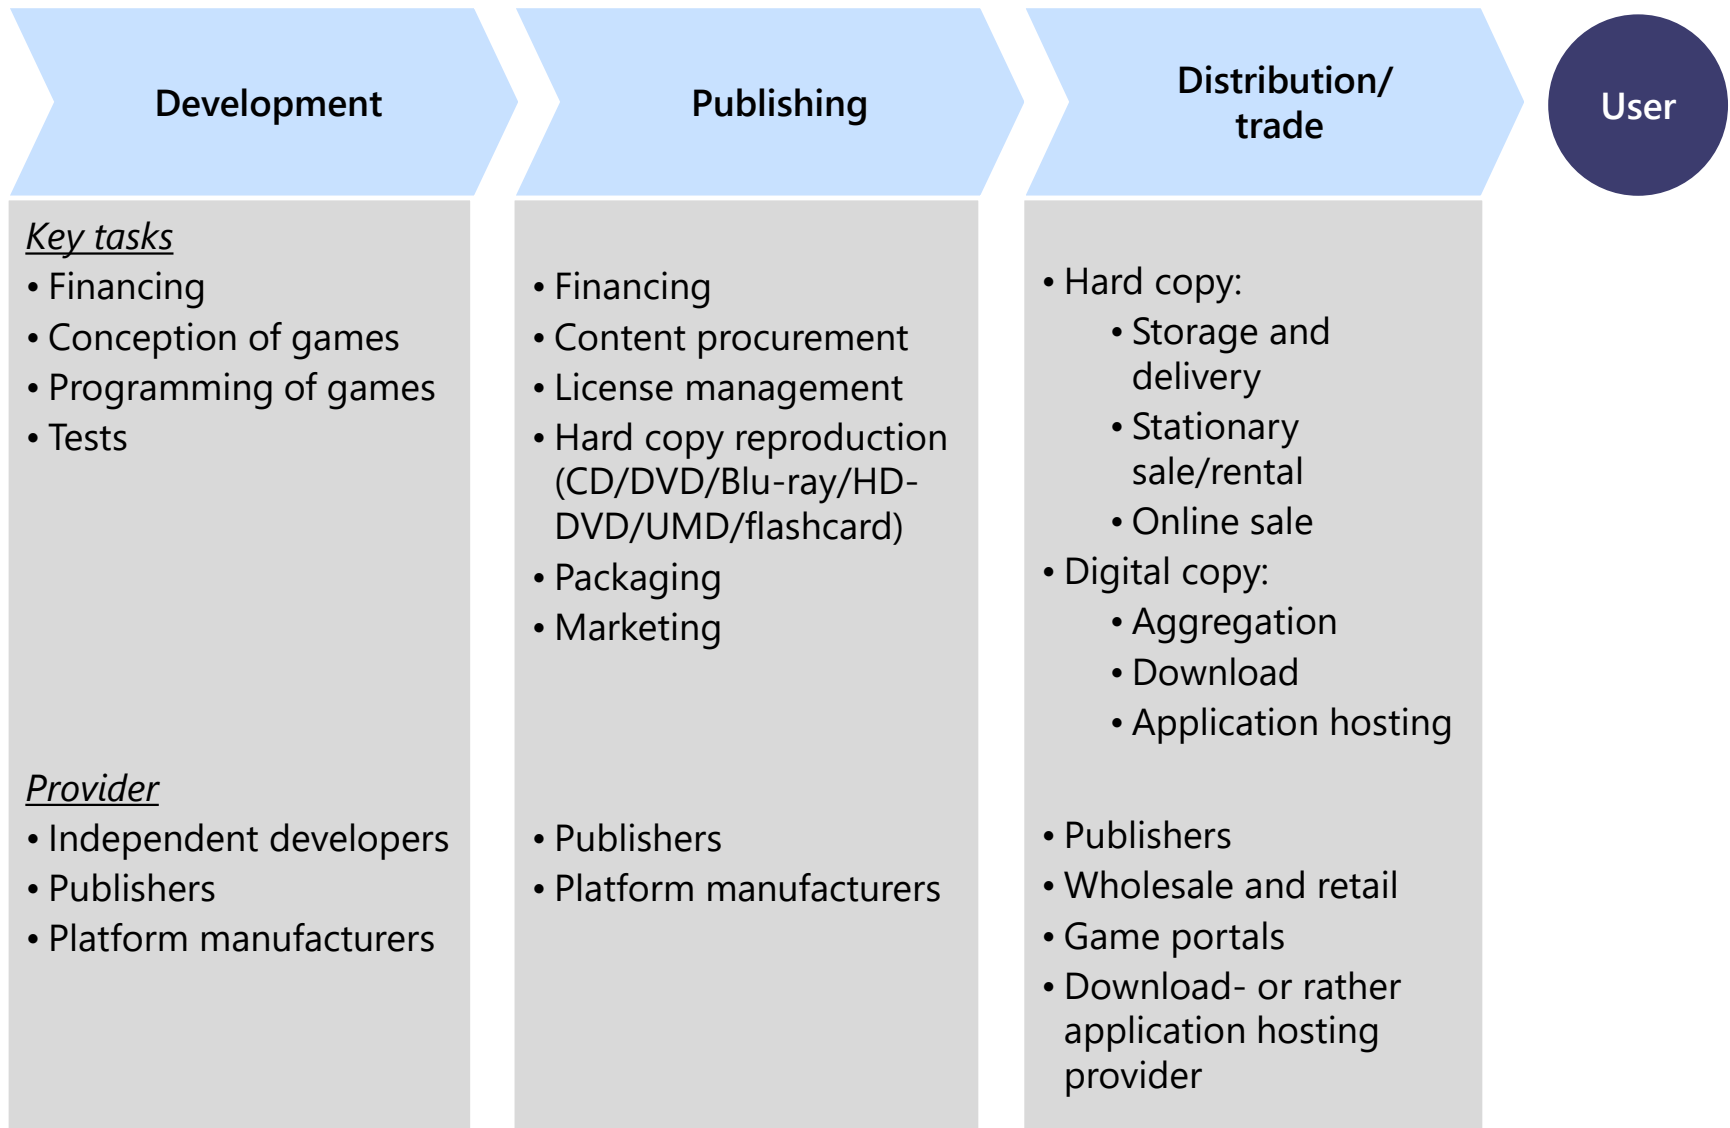 Development
Publishing
Distribution/
trade
User
Key tasks
• Financing
• Conception of games
• Programming of games
• Tests
Provider
• Independent developers
• Publishers
• Platform manufacturers
• Financing
• Content procurement
• License management
• Hard copy reproduction
(CD/DVD/Blu-ray/HD-
DVD/UMD/flashcard)
• Packaging
• Marketing
• Publishers
• Platform manufacturers
• Hard copy:
• Storage and
delivery
• Stationary
sale/rental
• Online sale
• Digital copy:
• Aggregation
• Download
• Application hosting
• Publishers
• Wholesale and retail
• Game portals
• Download- or rather
application hosting
provider